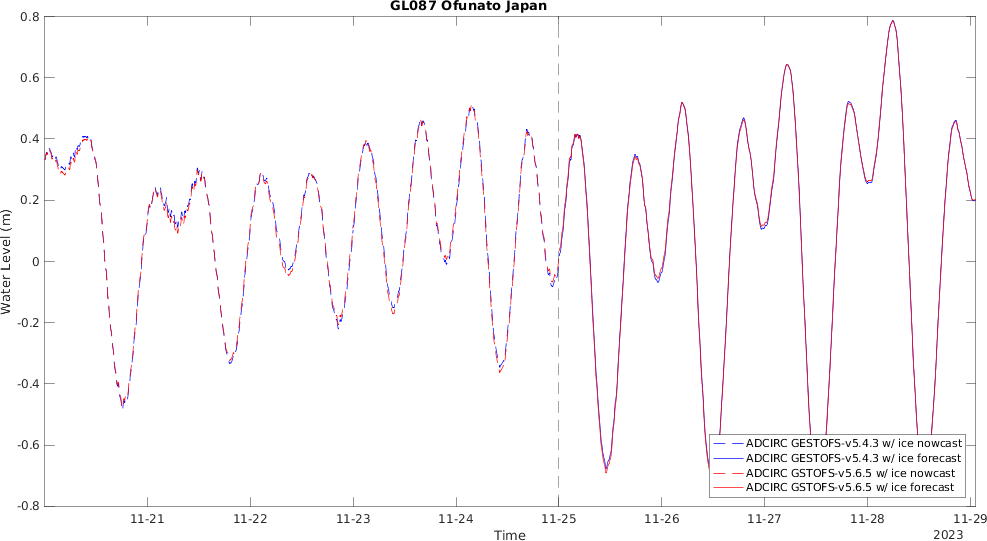 GL087 Ofunato Japan
0.8
0.6
0.4
0.2
0
-0.2
-0.4
-0.6
-0.8
Water Level (m)
ADCIRC GESTOFS-v5.4.3 w/ ice nowcast
ADCIRC GESTOFS-v5.4.3 w/ ice forecast
ADCIRC GSTOFS-v5.6.5 w/ ice nowcast
ADCIRC GSTOFS-v5.6.5 w/ ice forecast
11-21 11-22 11-23 11-24 11-25 11-26 11-27 11-28 11-29
Time
2023